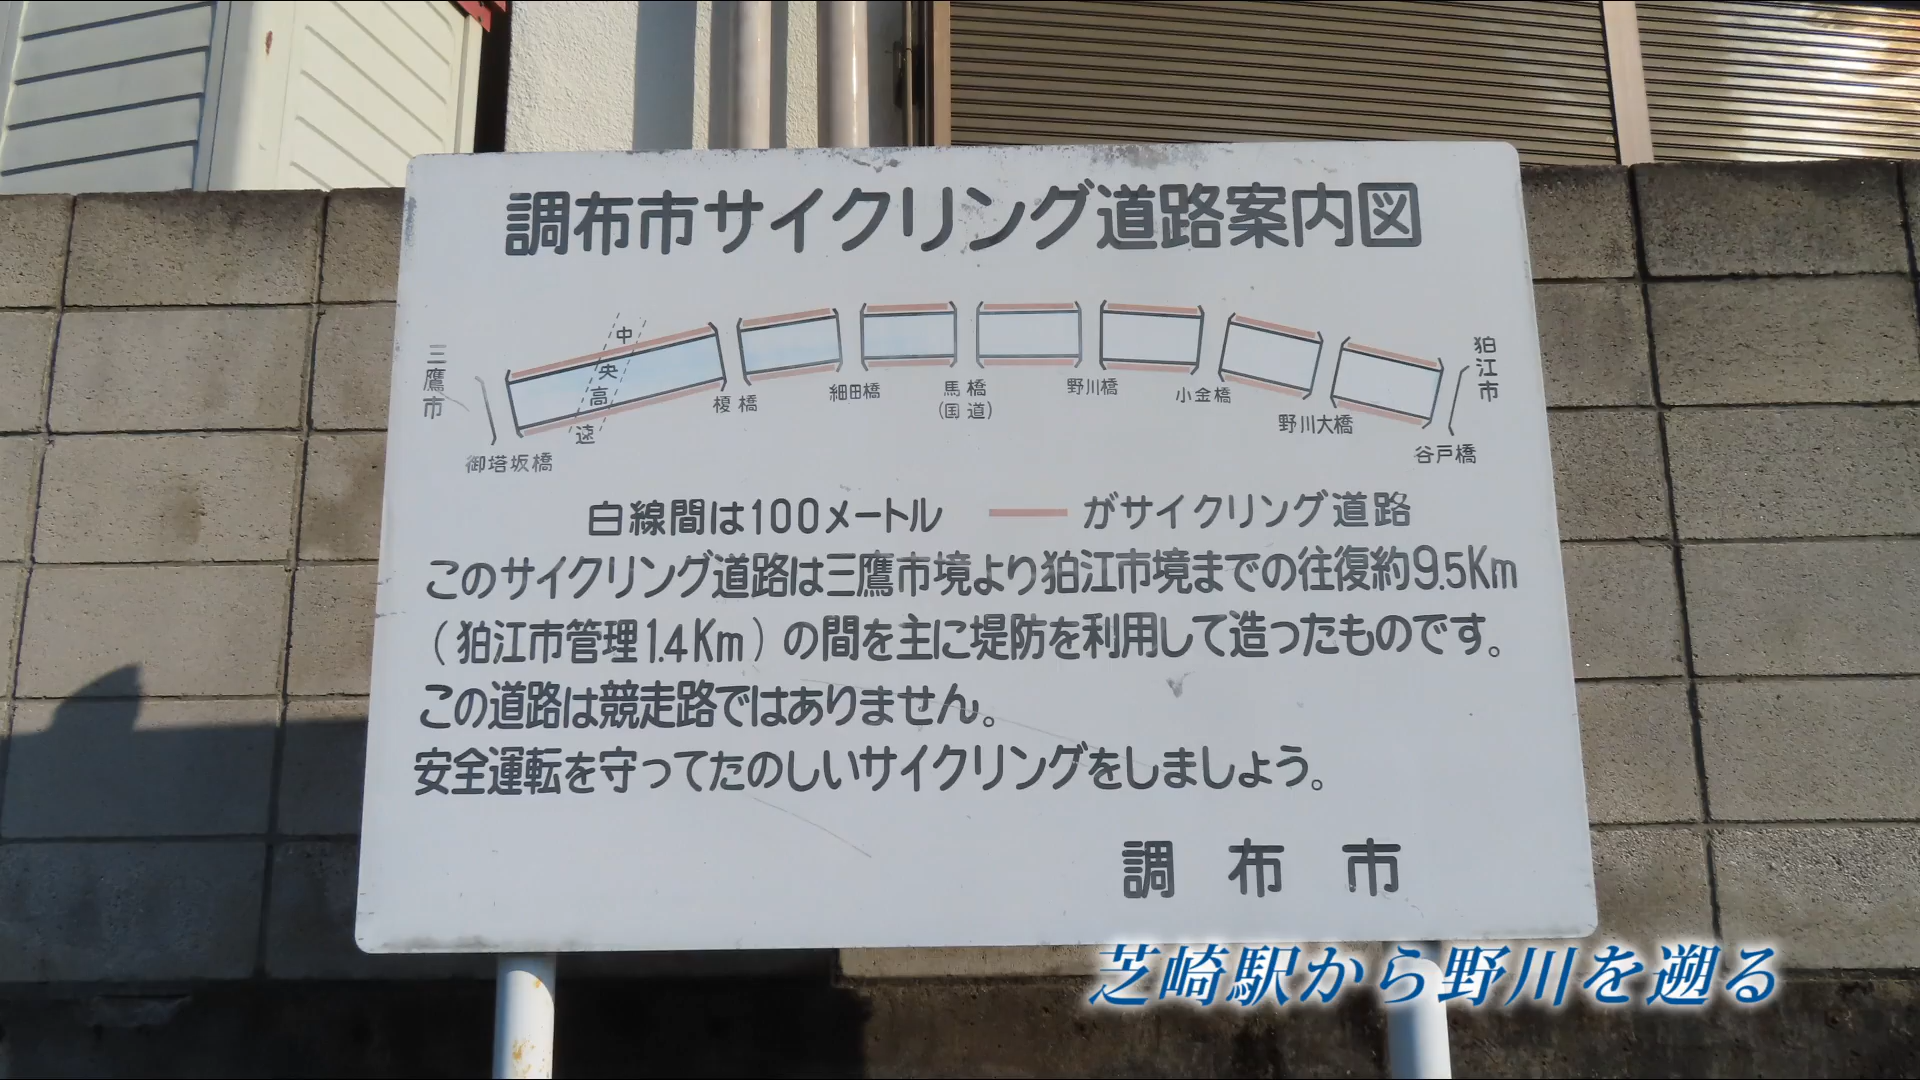 調布市サイクリング道路案内図
三鷹市
中央高速
狛江市
御塔坂橋
榎橋
細田橋
馬橋
(国道)
野川橋
小金橋
野川大橋
谷戸橋
白線間は100メートル
がサイクリング道路
このサイクリング道路は三鷹市境より狛江市境までの往復約9.5Km
(狛江市管理1.4Km)の間を主に堤防を利用して造ったものです。
この道路は競走路ではありません。
安全運転を守ってたのしいサイクリングをしましょう。
調布市
芝崎駅から野川を遡る